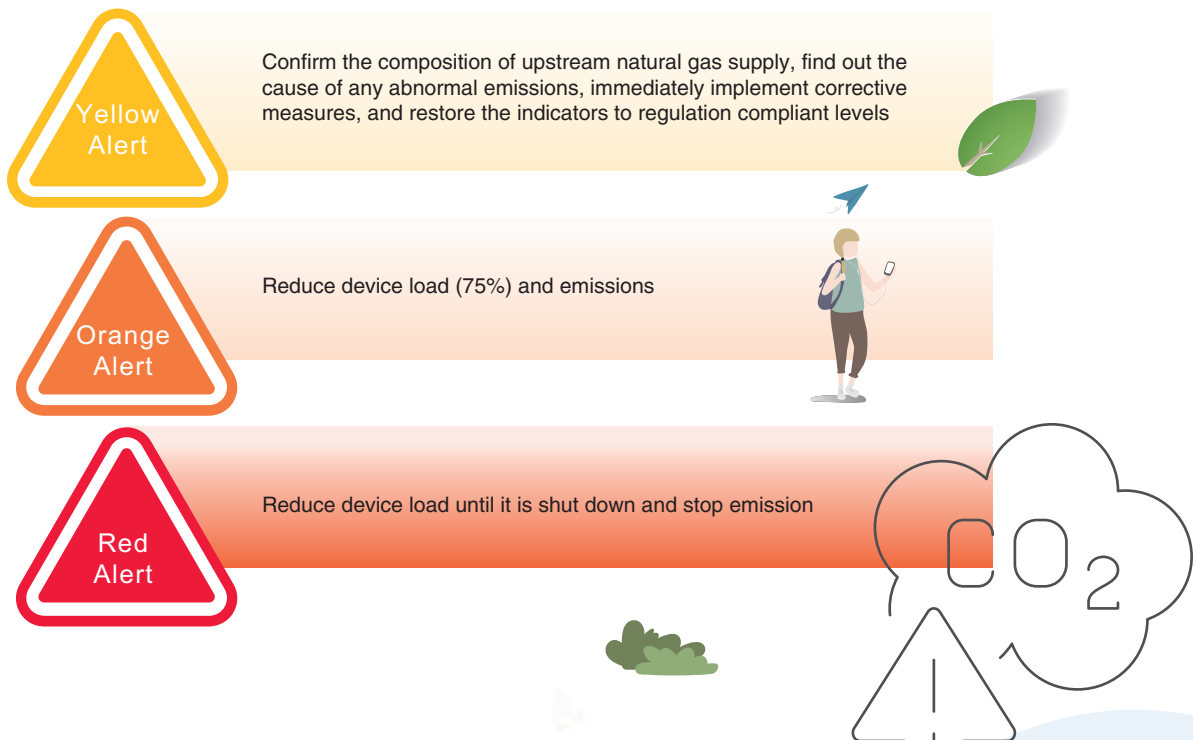 Yellow
Alert
Confirm the composition of upstream natural gas supply, find out the
cause of any abnormal emissions, immediately implement corrective
measures, and restore the indicators to regulation compliant levels
Orange
Alert
Reduce device load (75%) and emissions
Red
Alert
Reduce device load until it is shut down and stop emission
CO2